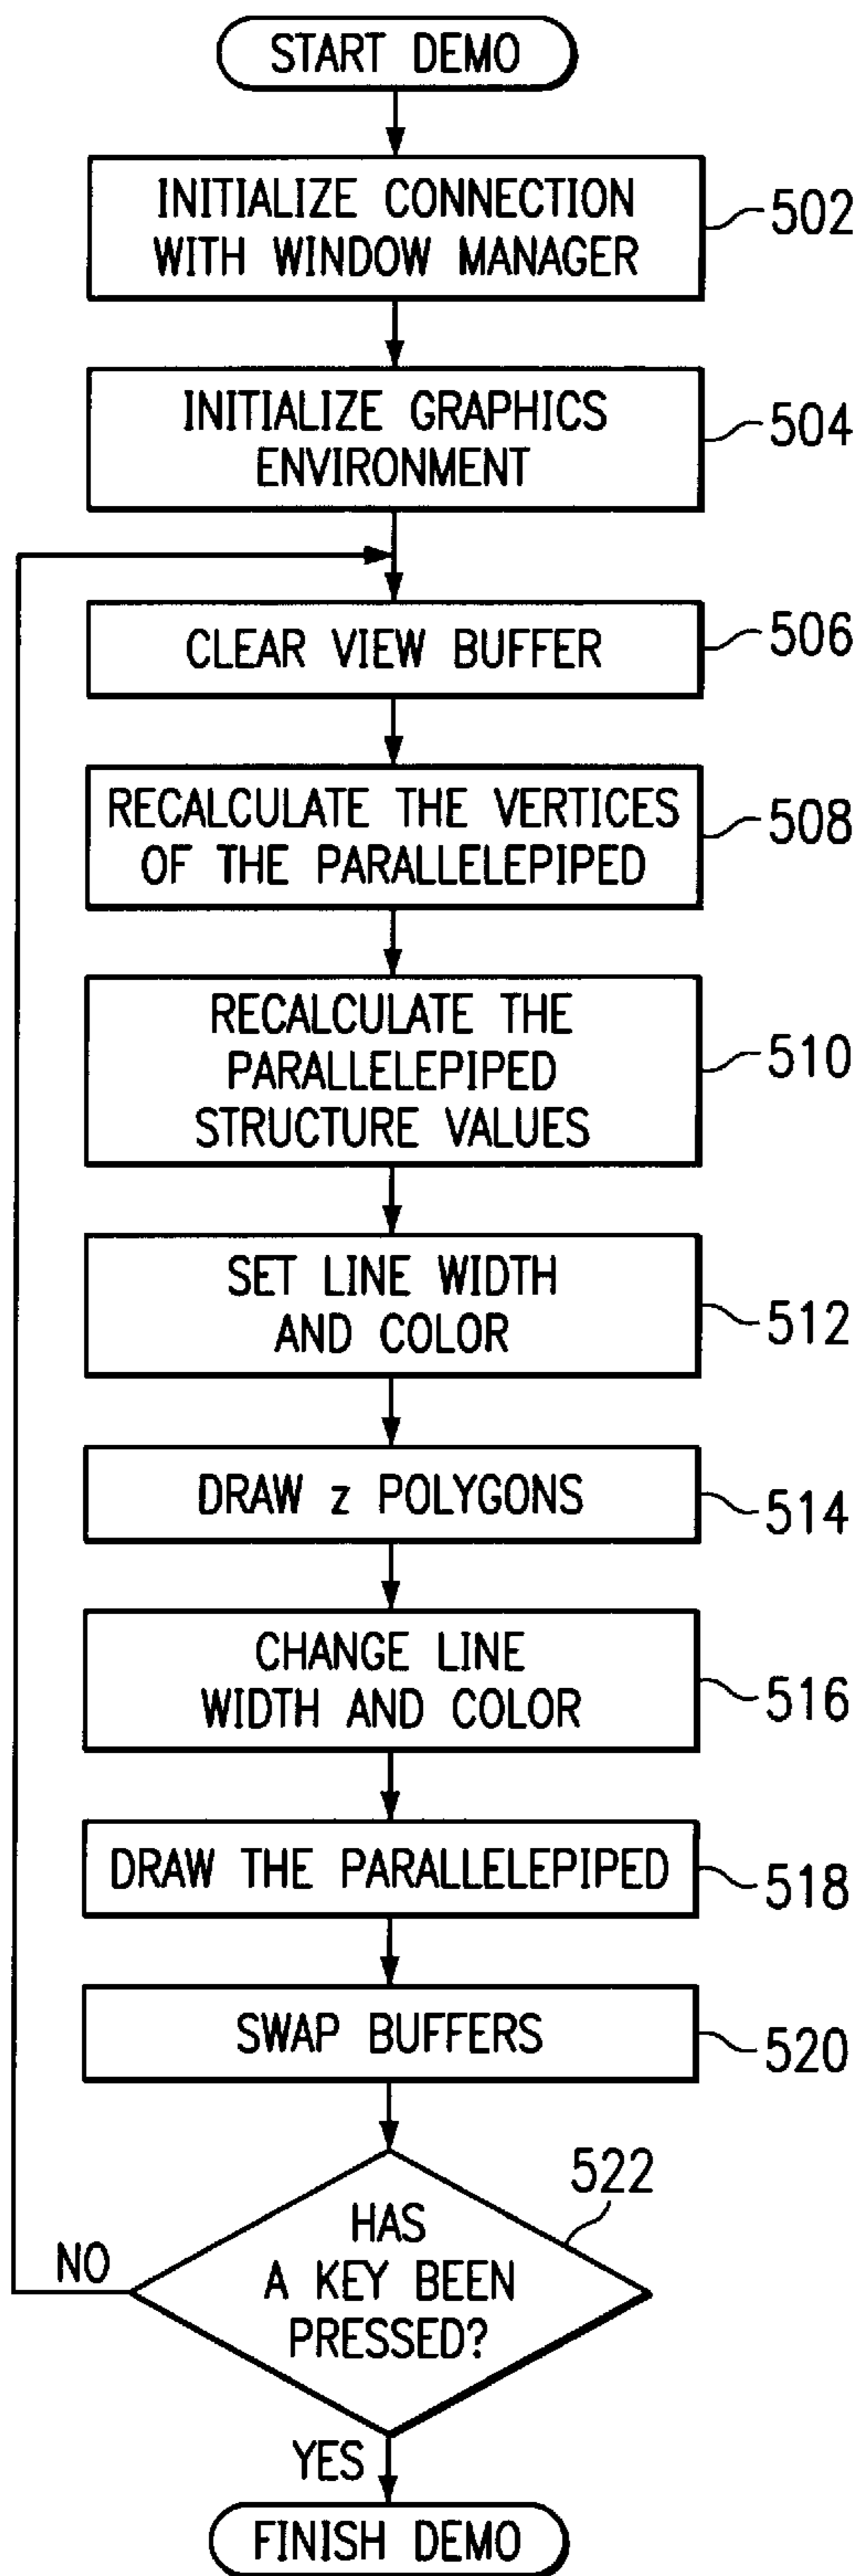 START DEMO
INITIALIZE CONNECTION
WITH WINDOW MANAGER
502
INITIALIZE GRAPHICS
ENVIRONMENT
504
CLEAR VIEW BUFFER
506
RECALCULATE THE VERTICES
OF THE PARALLELEPIPED
508
RECALCULATE THE
PARALLELEPIPED
STRUCTURE VALUES
510
SET LINE WIDTH
AND COLOR
512
DRAW z POLYGONS
514
CHANGE LINE
WIDTH AND COLOR
516
DRAW THE PARALLELEPIPED
518
SWAP BUFFERS
520
522
HAS
A KEY BEEN
PRESSED?
NO
YES
FINISH DEMO